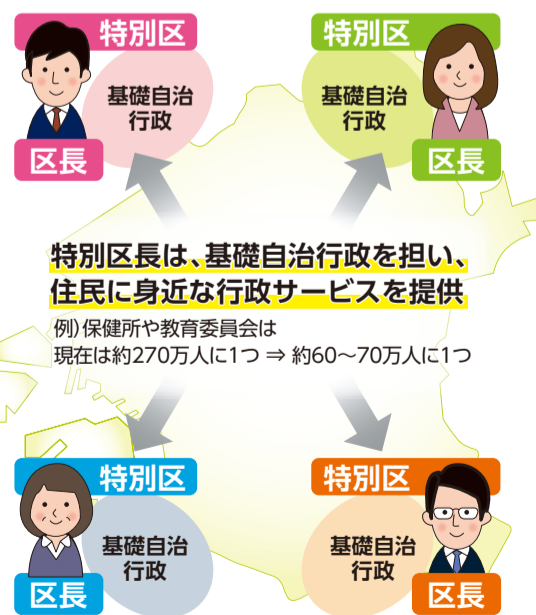 特別区
基礎自治
行政
区長
特別区
基礎自治
行政
区長
特別区長は、基礎自治行政を担い、
住民に身近な行政サービスを提供
例)保健所や教育委員会は
現在は約270万人に1つ ⇒ 約60～70万人に1つ
特別区
基礎自治
行政
区長
特別区
基礎自治
行政
区長